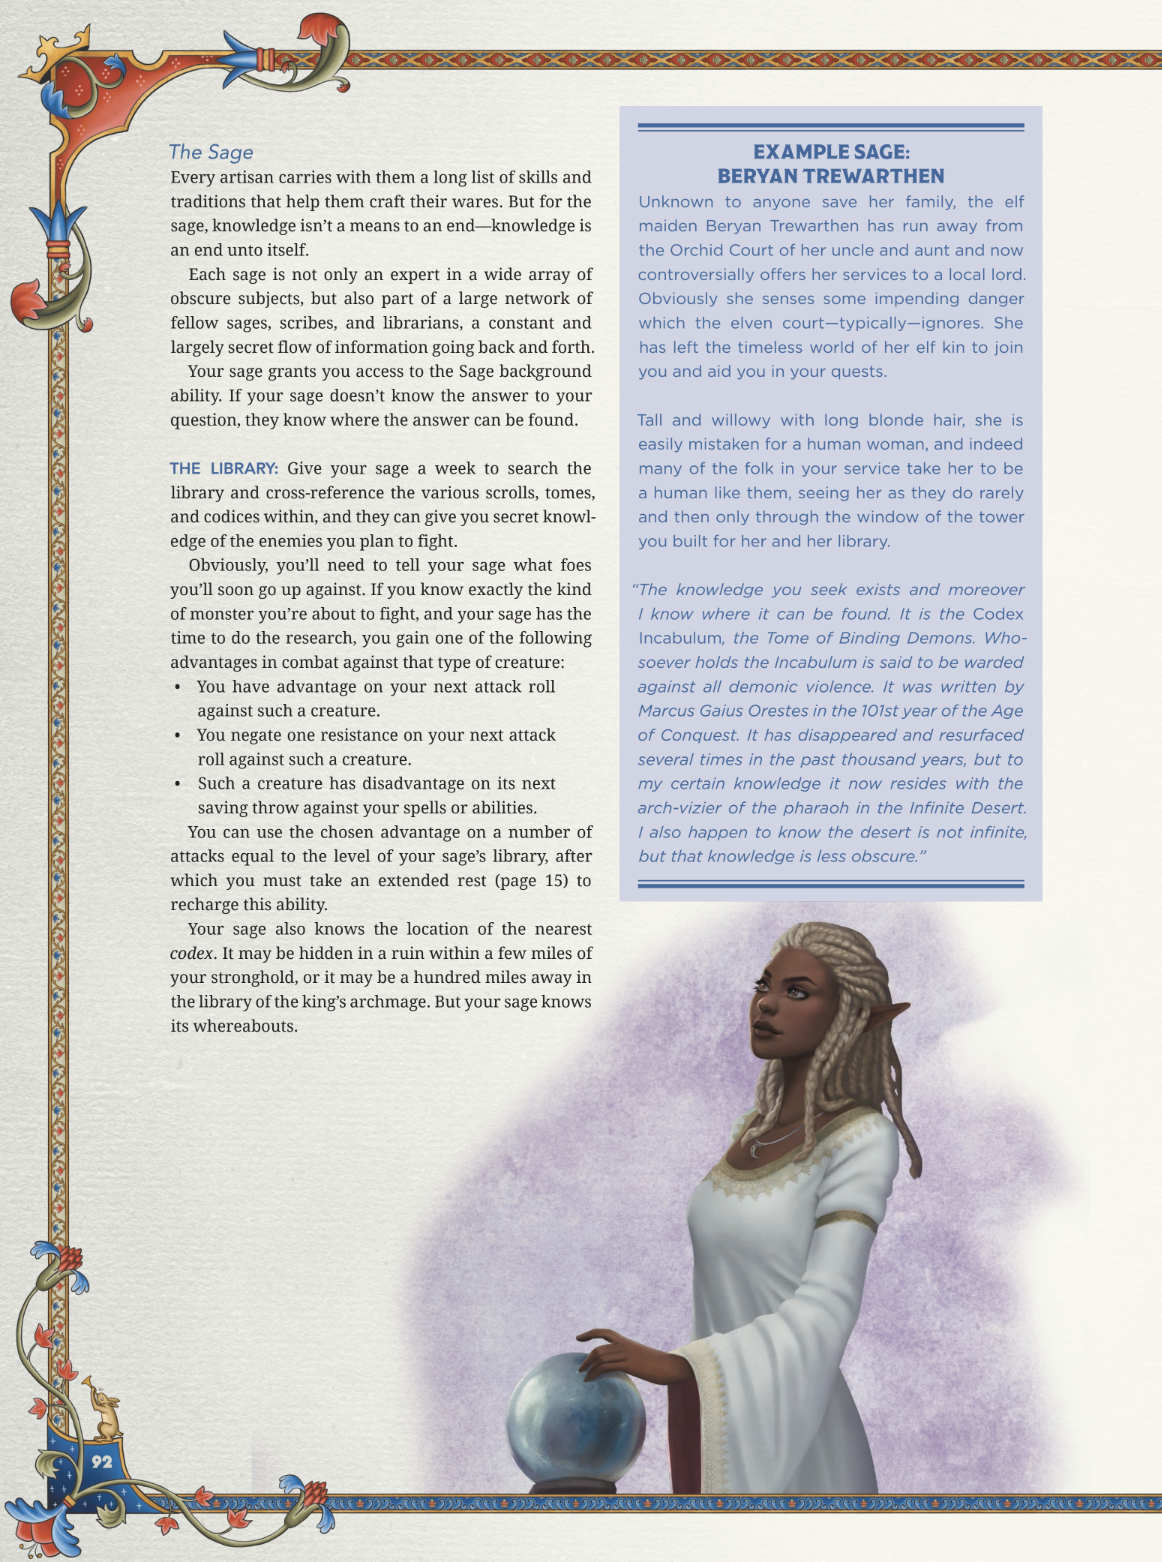 The Sage
Every artisan carries with them a long list of skills and
traditions that help them craft their wares. But for the
sage, knowledge isn’t a means to an end—knowledge is
an end unto itself.
Each sage is not only an expert in a wide array of
obscure subjects, but also part of a large network of
fellow sages, scribes, and librarians, a constant and
largely secret flow of information going back and forth.
Your sage grants you access to the Sage background
ability. If your sage doesn’t know the answer to your
question, they know where the answer can be found.
THE LIBRARY: Give your sage a week to search the
library and cross-reference the various scrolls, tomes,
and codices within, and they can give you secret knowl-
edge of the enemies you plan to fight.
Obviously, you’ll need to tell your sage what foes
you’ll soon go up against. If you know exactly the kind
of monster you’re about to fight, and your sage has the
time to do the research, you gain one of the following
advantages in combat against that type of creature:
• You have advantage on your next attack roll
against such a creature.
• You negate one resistance on your next attack
roll against such a creature.
• Such a creature has disadvantage on its next
saving throw against your spells or abilities.
You can use the chosen advantage on a number of
attacks equal to the level of your sage’s library, after
which you must take an extended rest (page 15) to
recharge this ability.
Your sage also knows the location of the nearest
codex. It may be hidden in a ruin within a few miles of
your stronghold, or it may be a hundred miles away in
the library of the king’s archmage. But your sage knows
its whereabouts.
EXAMPLE SAGE:
BERYAN TREWARTHEN
Unknown to anyone save her family, the elf
maiden Beryan Trewarthen has run away from
the Orchid Court of her uncle and aunt and now
controversially offers her services to a local lord.
Obviously she senses some impending danger
which the elven court—typically—ignores. She
has left the timeless world of her elf kin to join
you and aid you in your quests.
Tall and willowy with long blonde hair, she is
easily mistaken for a human woman, and indeed
many of the folk in your service take her to be
a human like them, seeing her as they do rarely
and then only through the window of the tower
you built for her and her library.
“The knowledge you seek exists and moreover
I know where it can be found. It is the Codex
Incabulum, the Tome of Binding Demons. Who-
soever holds the Incabulum is said to be warded
against all demonic violence. It was written by
Marcus Gaius Orestes in the 101st year of the Age
of Conquest. It has disappeared and resurfaced
several times in the past thousand years, but to
my certain knowledge it now resides with the
arch-vizier of the pharaoh in the Infinite Desert.
I also happen to know the desert is not infinite,
but that knowledge is less obscure.”
92